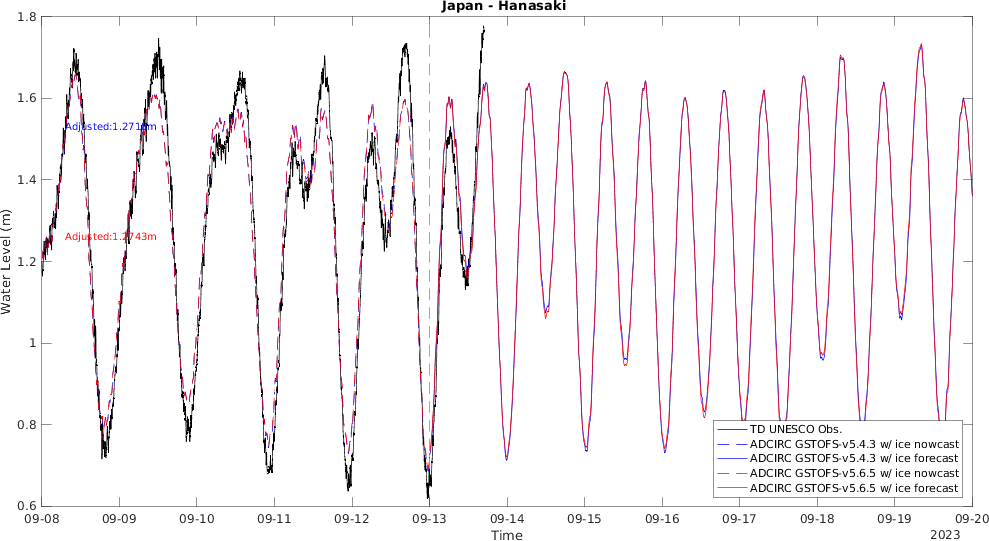 Japan - Hanasaki
1.8
1.6
1.4
1.2
1
0.8
0.6
Water Level (m)
Adjusted:1.271 m
Adjusted:1.2743m
TD UNESCO Obs.
ADCIRC GSTOFS-v5.4.3 w/ ice nowcast
ADCIRC GSTOFS-v5.4.3 w/ ice forecast
ADCIRC GSTOFS-v5.6.5 w/ ice nowcast
ADCIRC GSTOFS-v5.6.5 w/ ice forecast
09-08 09-09 09-10 09-11 09-12 09-13 09-14 09-15 09-16 09-17 09-18 09-19 09-20
Time
2023